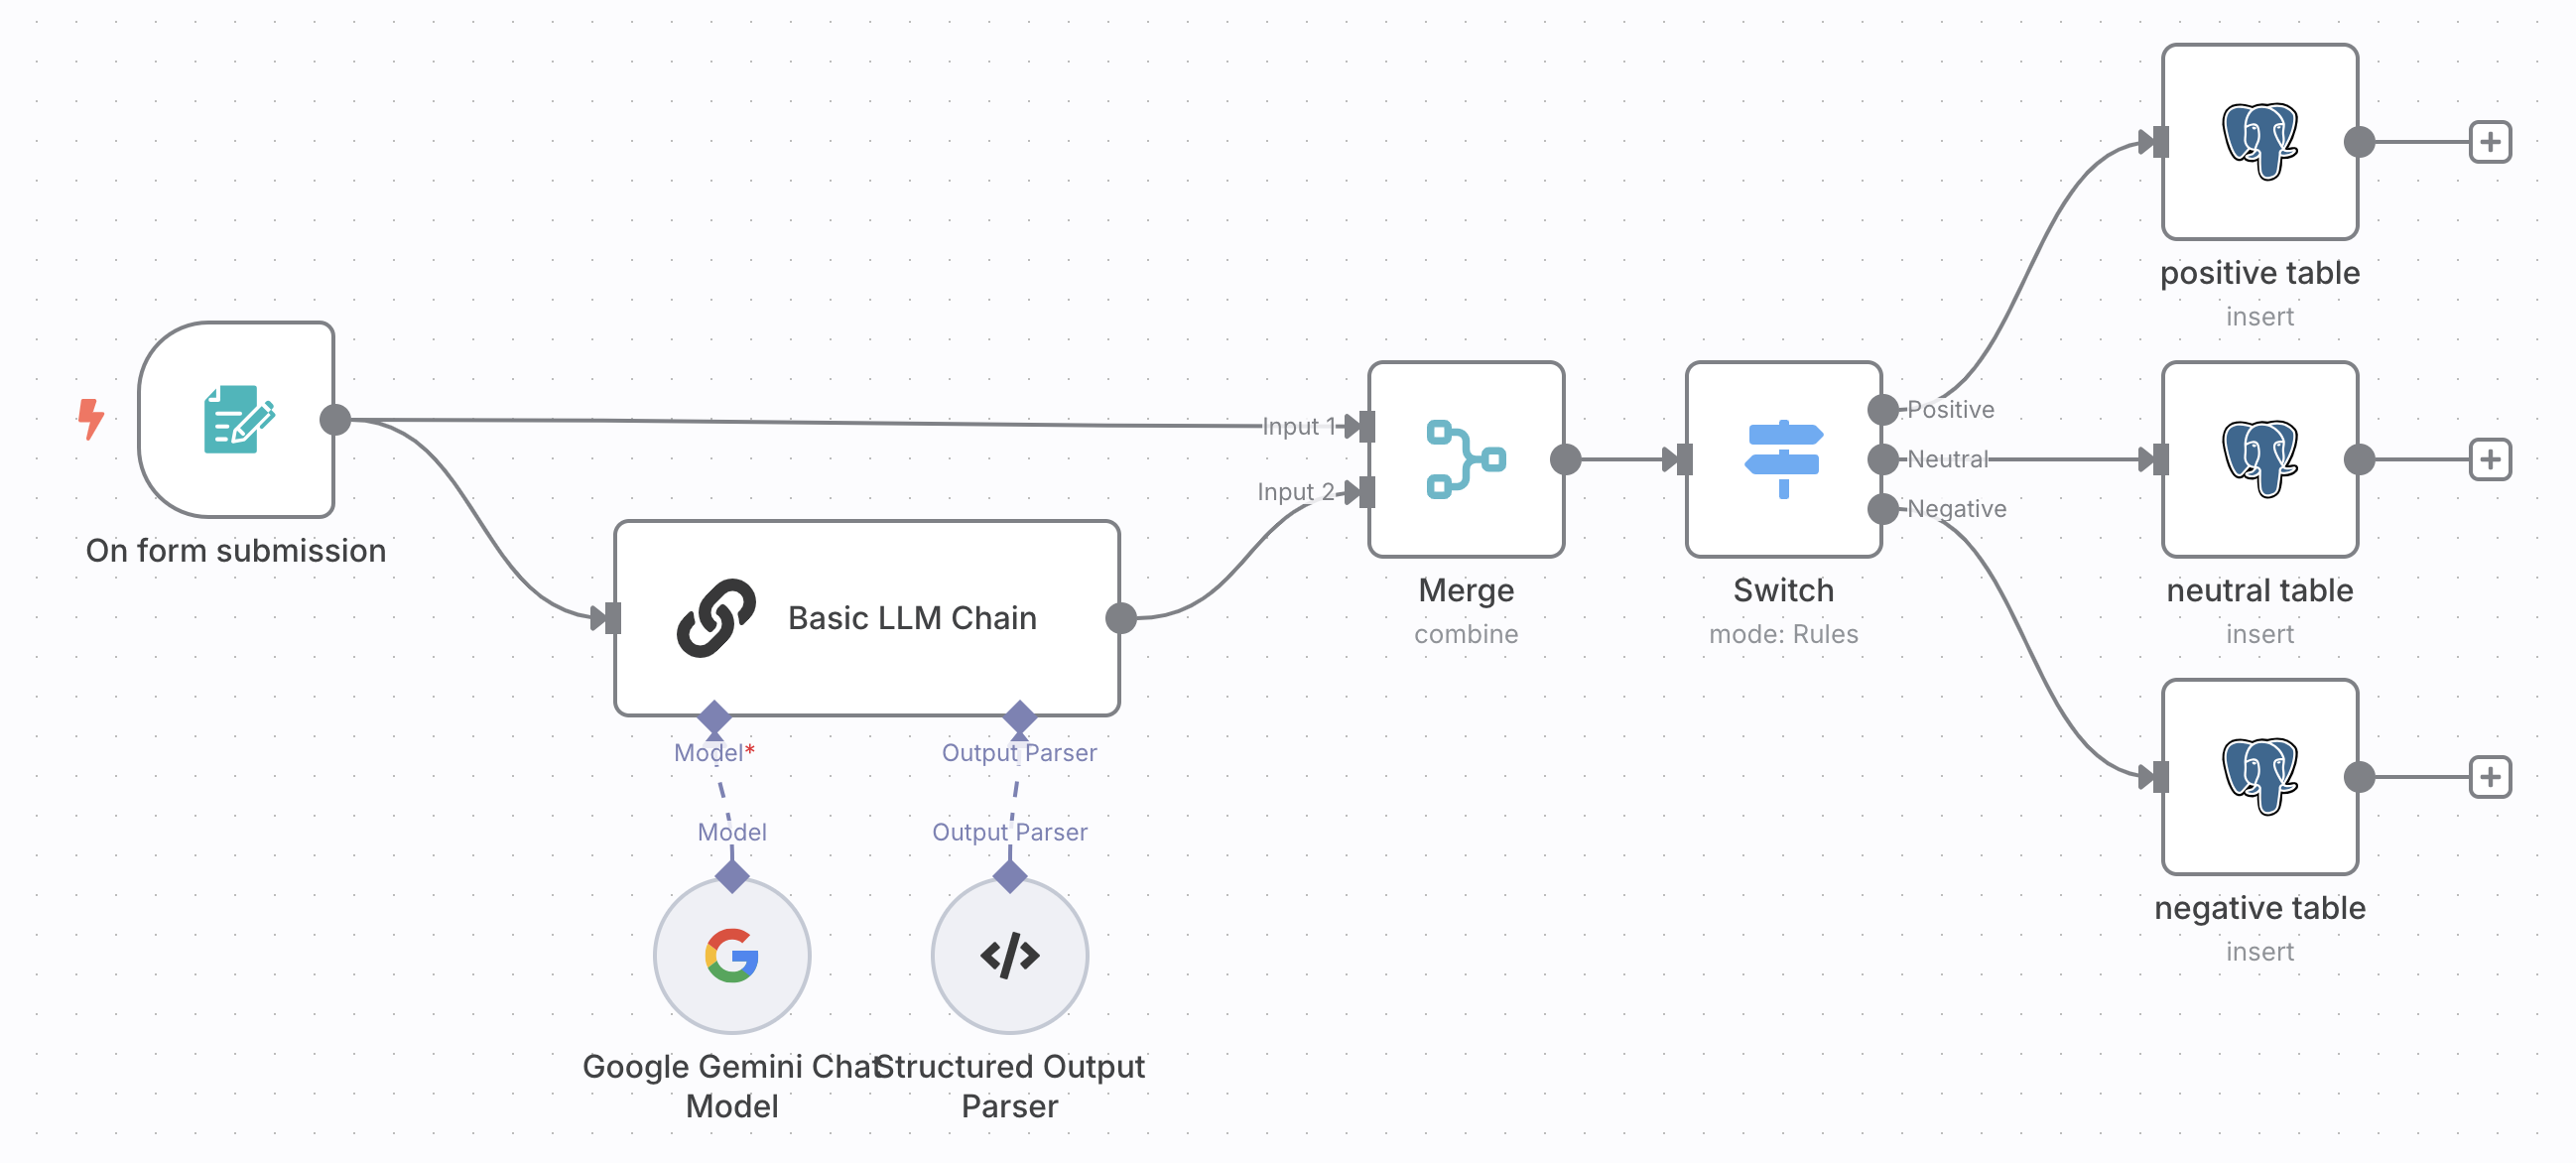 On form submission
Basic LLM Chain
Model*
Output Parser
Model
Output Parser
Google Gemini Chat
Model
Structured Output
Parser
Input 1
Input 2
Merge
combine
Switch
mode: Rules
Positive
Neutral
Negative
positive table
insert
neutral table
insert
negative table
insert